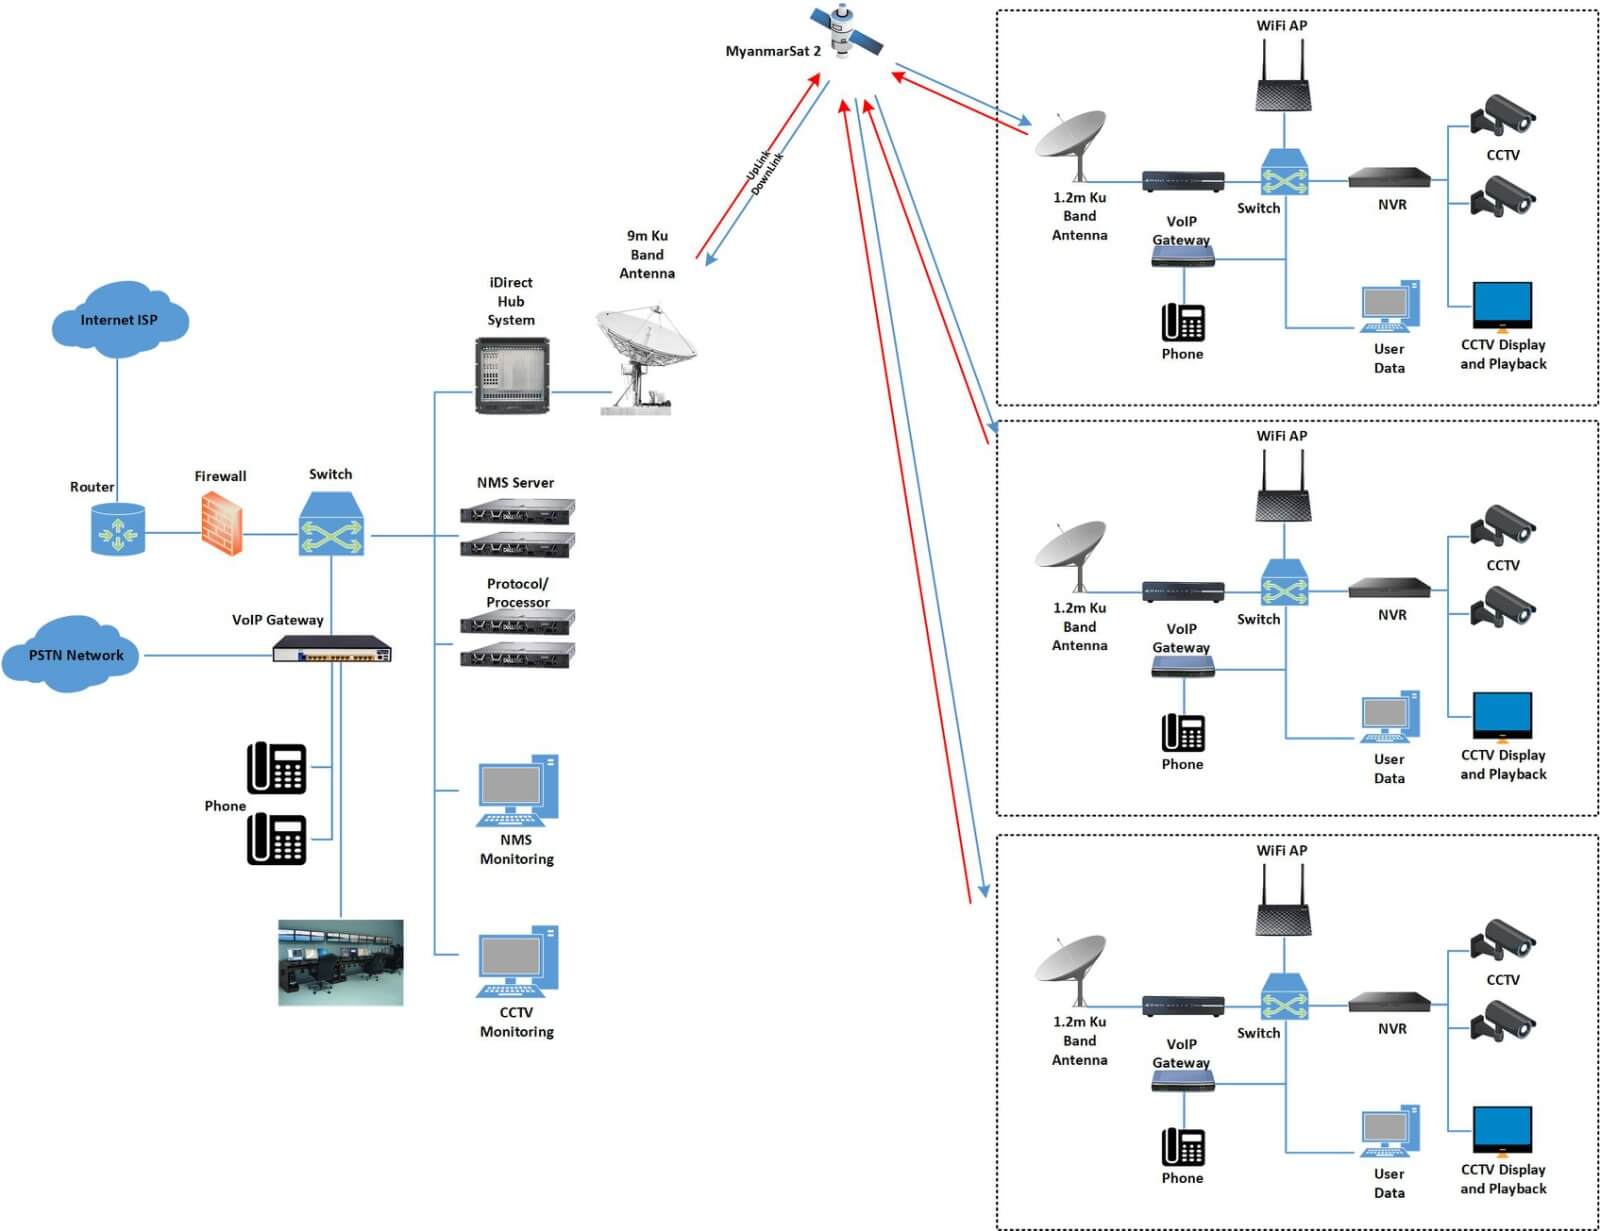 MyanmarSat 2
UpLink
DownLink
9m Ku
Band
Antenna
iDirect
Hub
System
Internet ISP
Router
Firewall
Switch
NMS Server
Protocol/
Processor
VoIP Gateway
PSTN Network
Phone
NMS
Monitoring
CCTV
Monitoring
WiFi AP
CCTV
1.2m Ku
Band
Antenna
Switch
NVR
VoIP
Gateway
Phone
User
Data
CCTV Display
and Playback
WiFi AP
CCTV
1.2m Ku
Band
Antenna
Switch
NVR
VoIP
Gateway
Phone
User
Data
CCTV Display
and Playback
WiFi AP
CCTV
1.2m Ku
Band
Antenna
Switch
NVR
VoIP
Gateway
Phone
User
Data
CCTV Display
and Playback